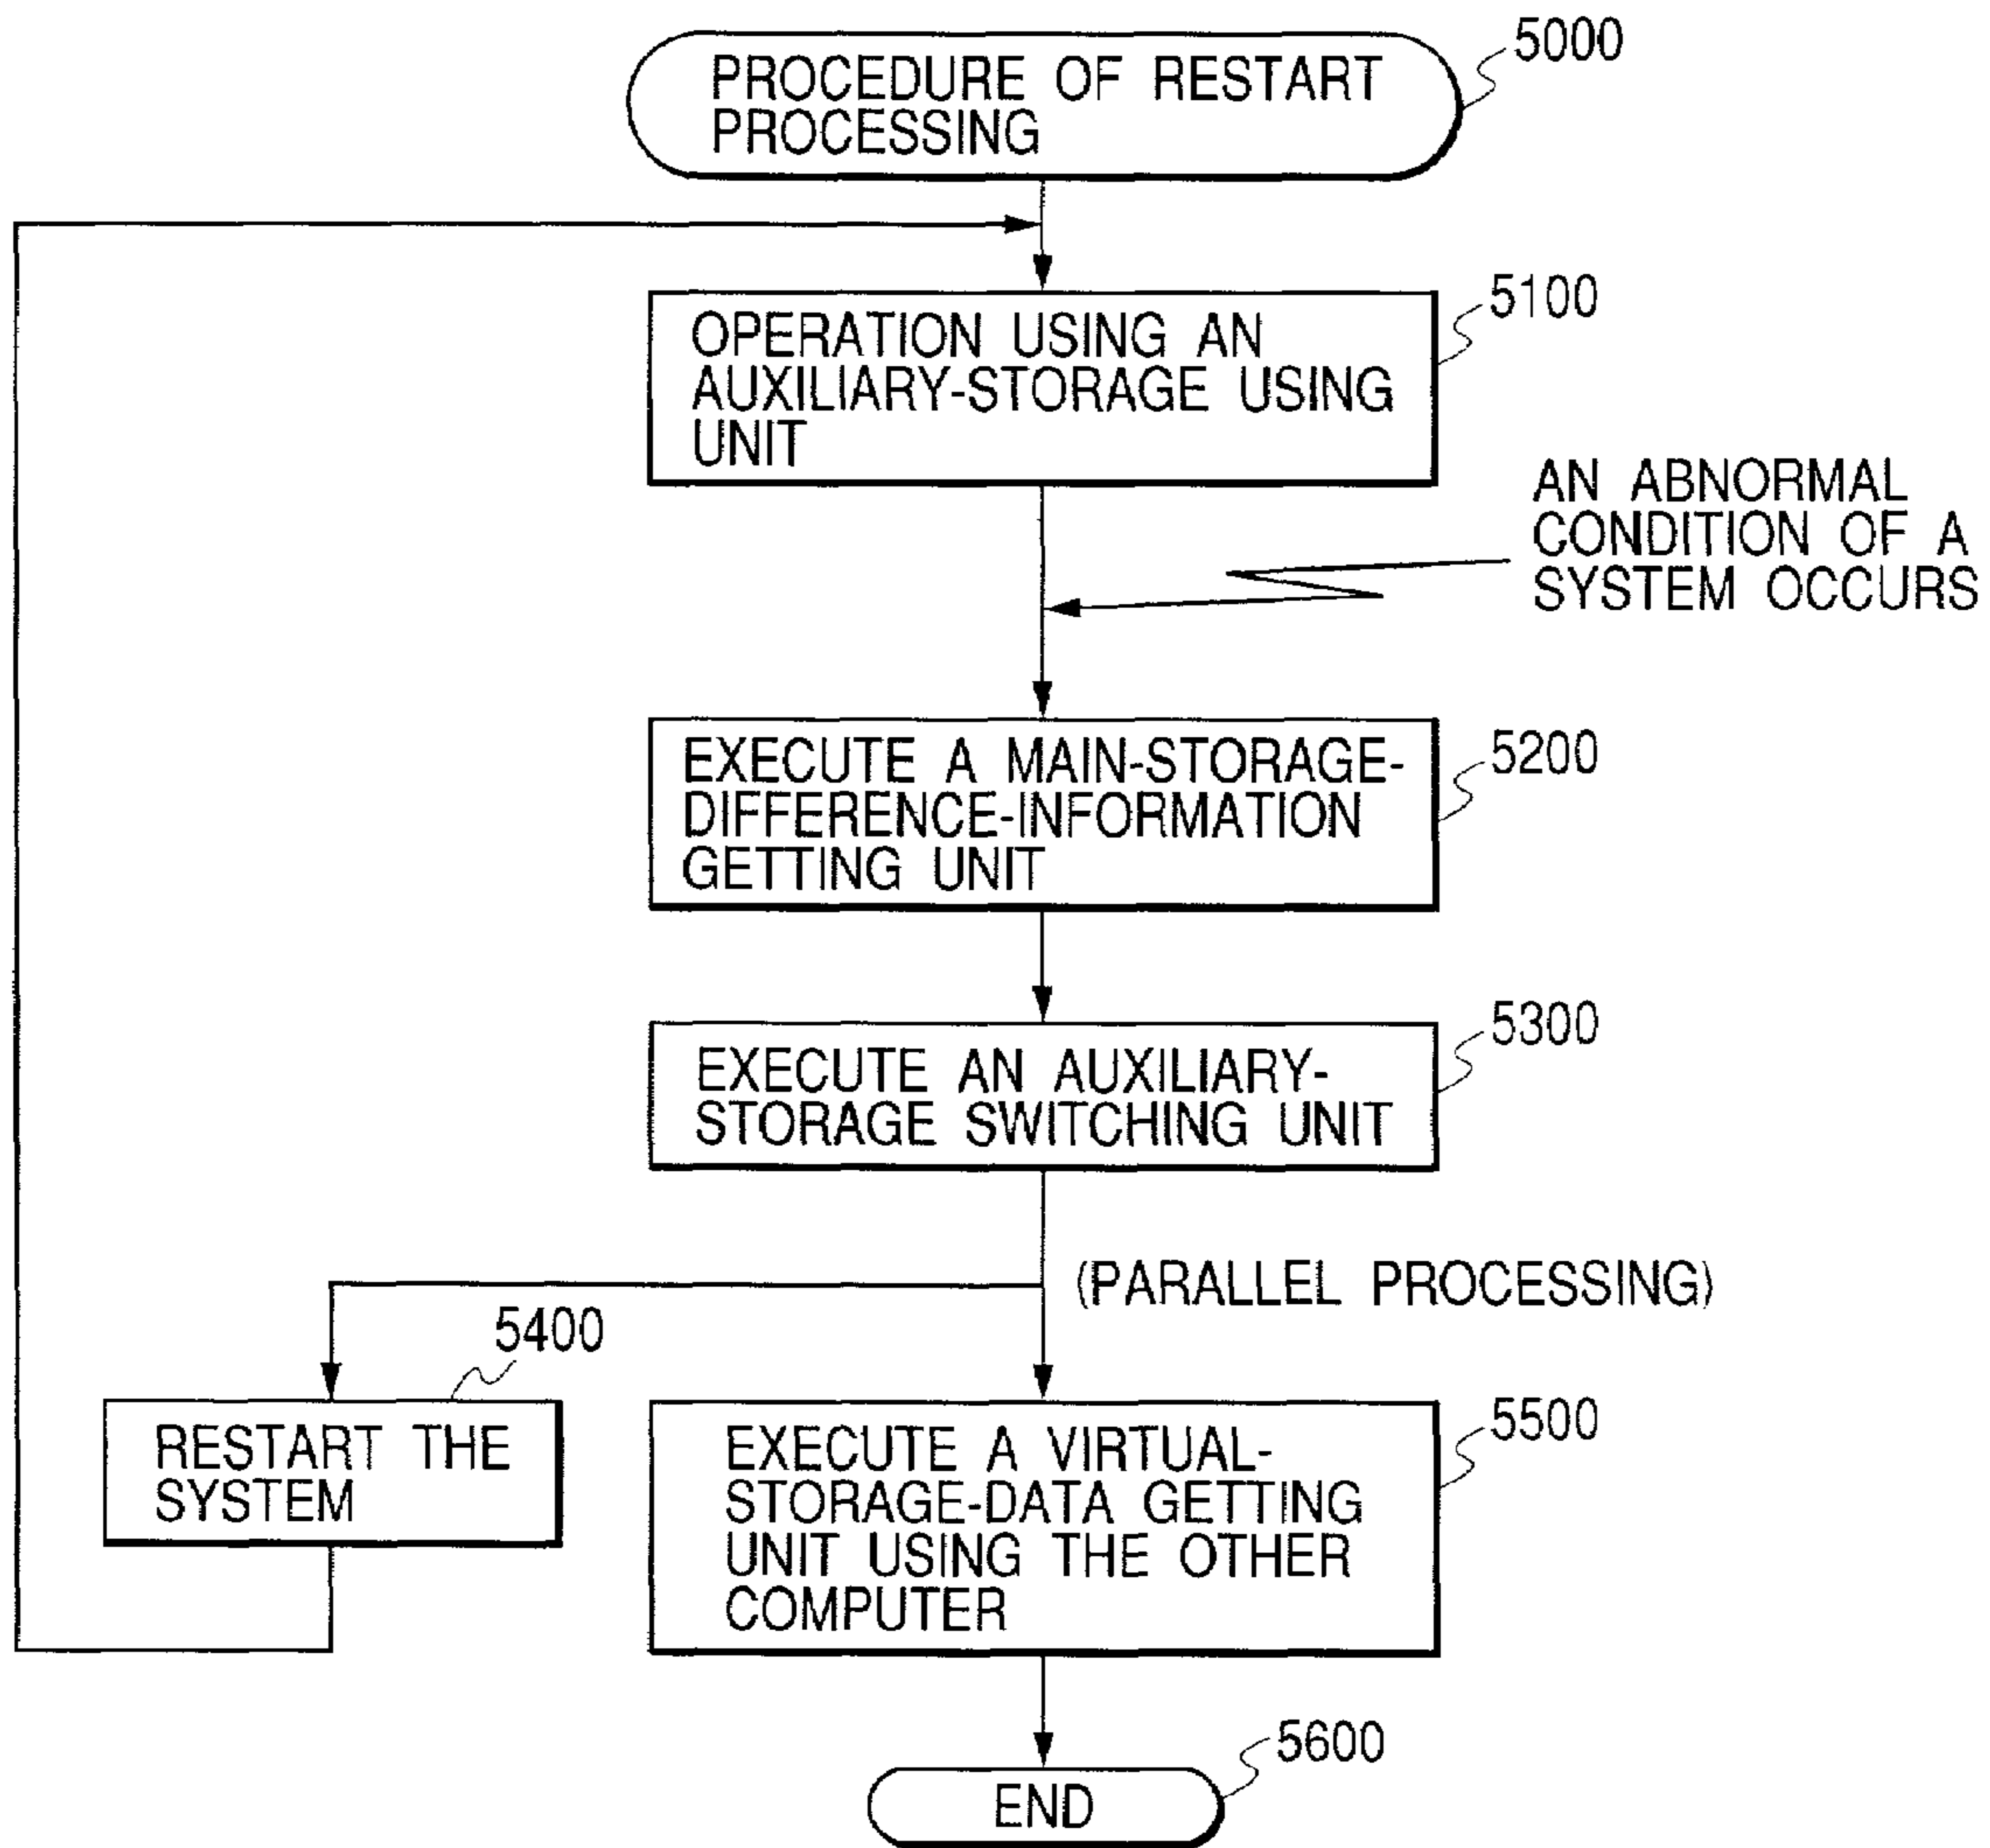 PROCEDURE OF RESTART
PROCESSING
5000
OPERATION USING AN
AUXILIARY-STORAGE USING
UNIT
5100
AN ABNORMAL
CONDITION OF A
SYSTEM OCCURS
EXECUTE A MAIN-STORAGE-
DIFFERENCE-INFORMATION
GETTING UNIT
5200
EXECUTE AN AUXILIARY-
STORAGE SWITCHING UNIT
5300
(PARALLEL PROCESSING)
5400
RESTART THE
SYSTEM
EXECUTE A VIRTUAL-
STORAGE-DATA GETTING
UNIT USING THE OTHER
COMPUTER
5500
END
5600